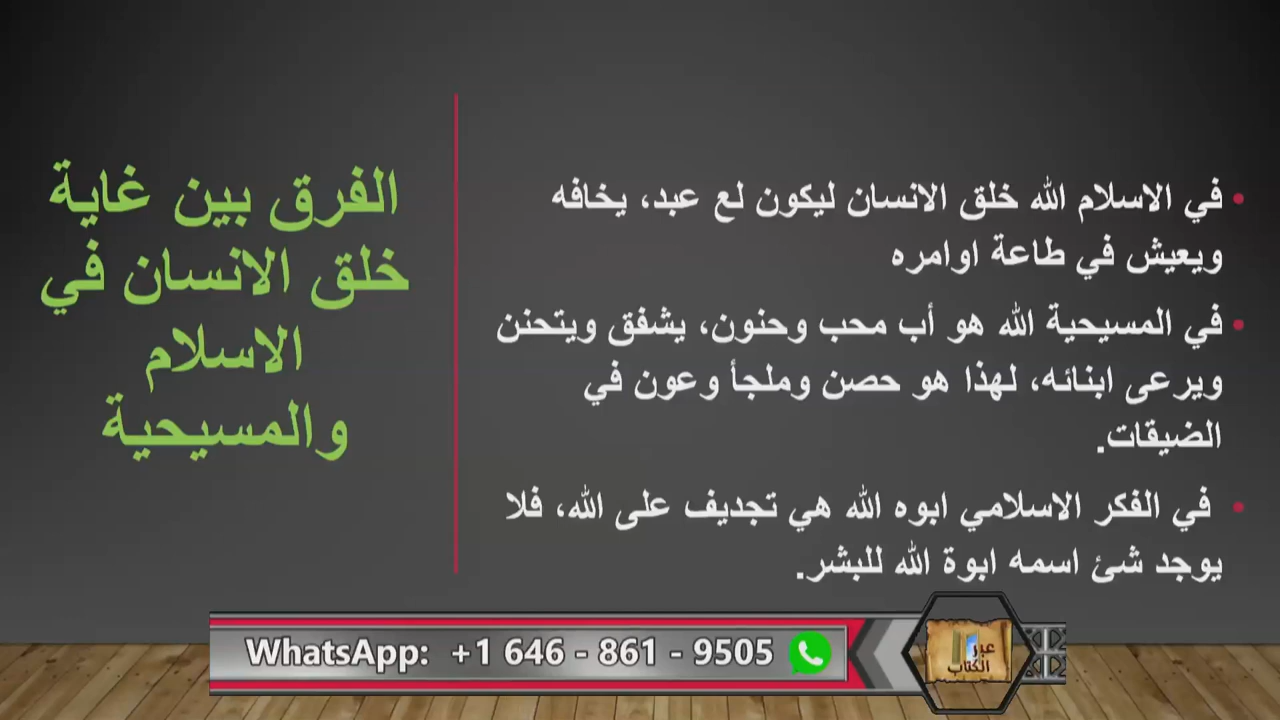 الفرق بين غاية
خلق الانسان في
الاسلام
والمسيحية
• في الاسلام الله خلق الانسان ليكون لع عبد، يخافه
ويعيش في طاعة اوامره
• في المسيحية الله هو أب محب وحنون، يشفق ويتحنن
ويرعى ابنائه، لهذا هو حصن وملجأ وعون في
الضيقات.
• في الفكر الاسلامي ابوه الله هي تجديف على الله، فلا
يوجد شئ اسمه ابوة الله للبشر.
WhatsApp: +1 646 - 861 - 9505
عبر
الكتاب